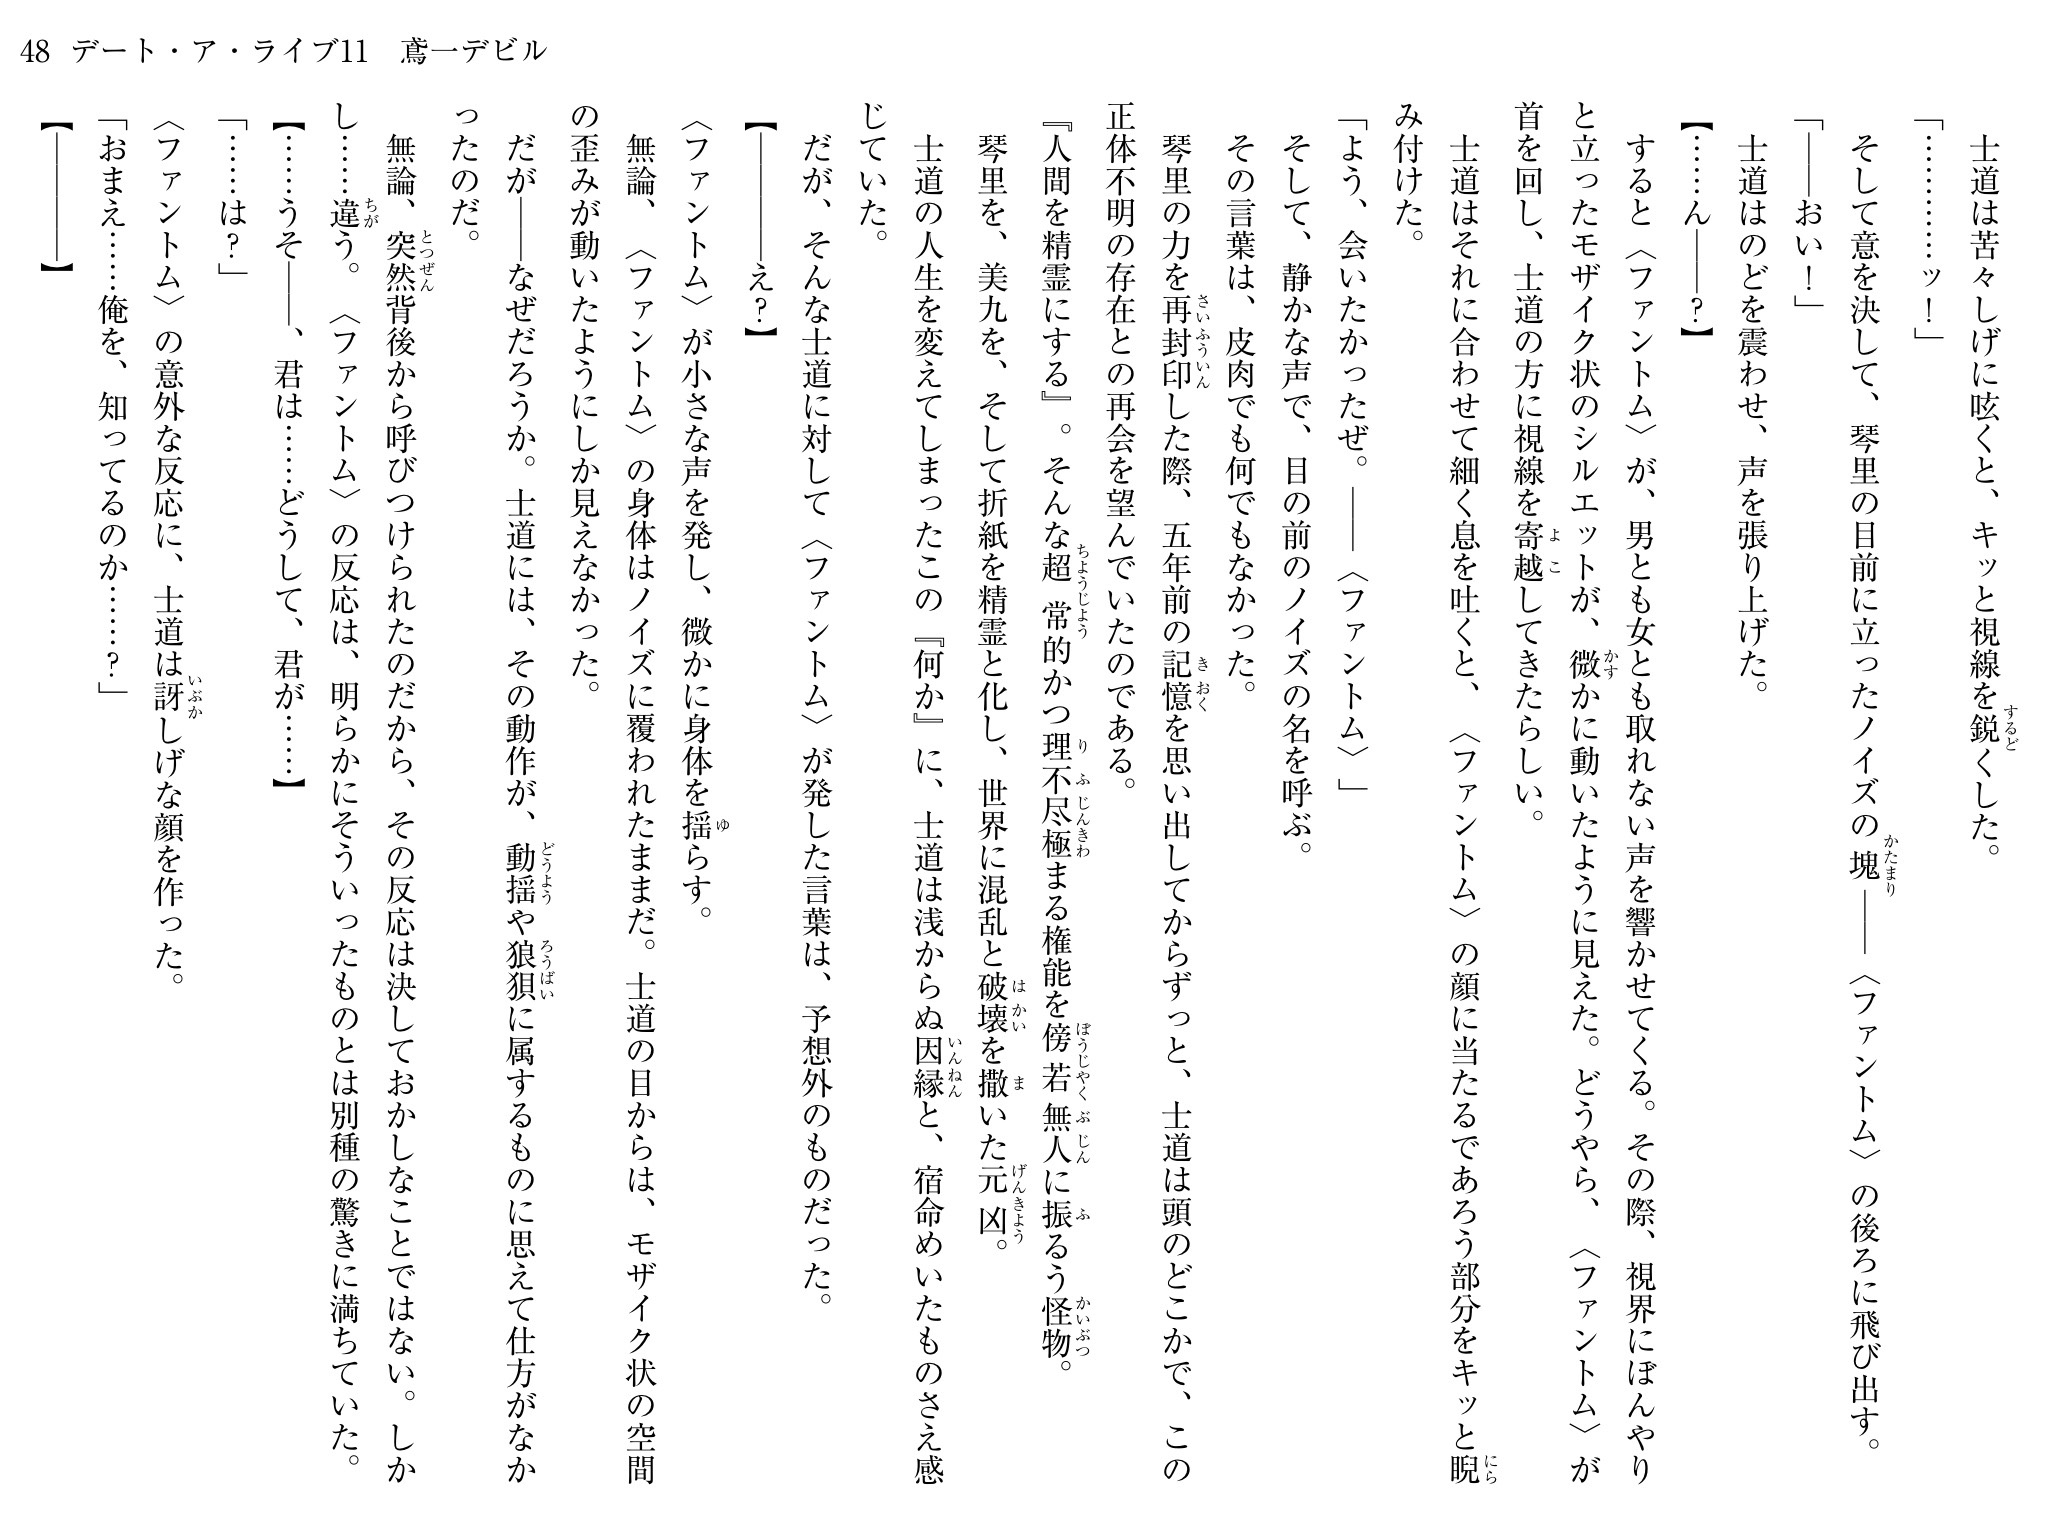 48 デート・ア・ライブ11　鳶一デビル
　士道は苦々しげに呟くと、キッと視線を鋭くした。
「…………ッ！」
　そして意を決して、琴里の目前に立ったノイズの塊――〈ファントム〉の後ろに飛び出す。
「――おい！」
　士道はのどを震わせ、声を張り上げた。
【……ん――？】
　すると〈ファントム〉が、男とも女とも取れない声を響かせてくる。その際、視界にぼんやり
と立ったモザイク状のシルエットが、微かに動いたように見えた。どうやら、〈ファントム〉が
首を回し、士道の方に視線を寄越してきたらしい。
　士道はそれに合わせて細く息を吐くと、〈ファントム〉の顔に当たるであろう部分をキッと睨
み付けた。
「よう、会いたかったぜ。――〈ファントム〉」
　そして、静かな声で、目の前のノイズの名を呼ぶ。
　その言葉は、皮肉でも何でもなかった。
　琴里の力を再封印した際、五年前の記憶を思い出してからずっと、士道は頭のどこかで、この
正体不明の存在との再会を望んでいたのである。
『人間を精霊にする』。そんな超常的かつ理不尽極まる権能を傍若無人に振るう怪物。
　琴里を、美九を、そして折紙を精霊と化し、世界に混乱と破壊を撒いた元凶。
　士道の人生を変えてしまったこの『何か』に、士道は浅からぬ因縁と、宿命めいたものさえ感
じていた。
　だが、そんな士道に対して〈ファントム〉が発した言葉は、予想外のものだった。
【――――え？】
〈ファントム〉が小さな声を発し、微かに身体を揺らす。
　無論、〈ファントム〉の身体はノイズに覆われたままだ。士道の目からは、モザイク状の空間
の歪みが動いたようにしか見えなかった。
　だが――なぜだろうか。士道には、その動作が、動揺や狼狽に属するものに思えて仕方がなか
ったのだ。
　無論、突然背後から呼びつけられたのだから、その反応は決しておかしなことではない。しか
し……違う。〈ファントム〉の反応は、明らかにそういったものとは別種の驚きに満ちていた。
【……うそ――、君は……どうして、君が……】
「……は？」
〈ファントム〉の意外な反応に、士道は訝しげな顔を作った。
「おまえ……俺を、知ってるのか……？」
【――――】